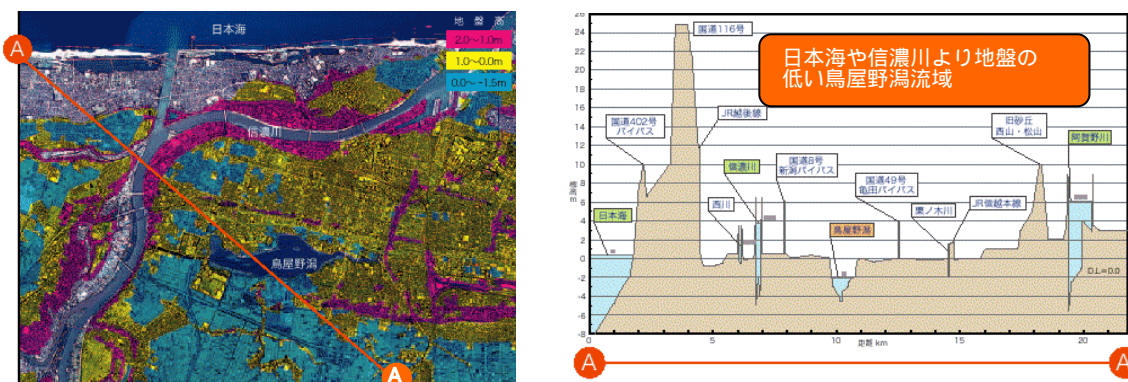 日本海
地 盤 高
2.0〜1.0m
1.0〜0.0m
0.0〜-1.5m
A
信濃川
鳥屋野潟
A
26
24
22
20
18
16
14
12
10
8
6
4
2
0
-2
-4
-6
-8
標高
m
国道116号
日本海や信濃川より地盤の
低い鳥屋野潟流域
国道402号
バイパス
JR越後線
信濃川
国道8号
新潟バイパス
旧砂丘
西山・松山
阿賀野川
日本海
西川
国道49号
亀田バイパス
栗ノ木川
JR信越本線
鳥屋野潟
D.L=0.0
0
5
10
15
20
距離 km
A
A